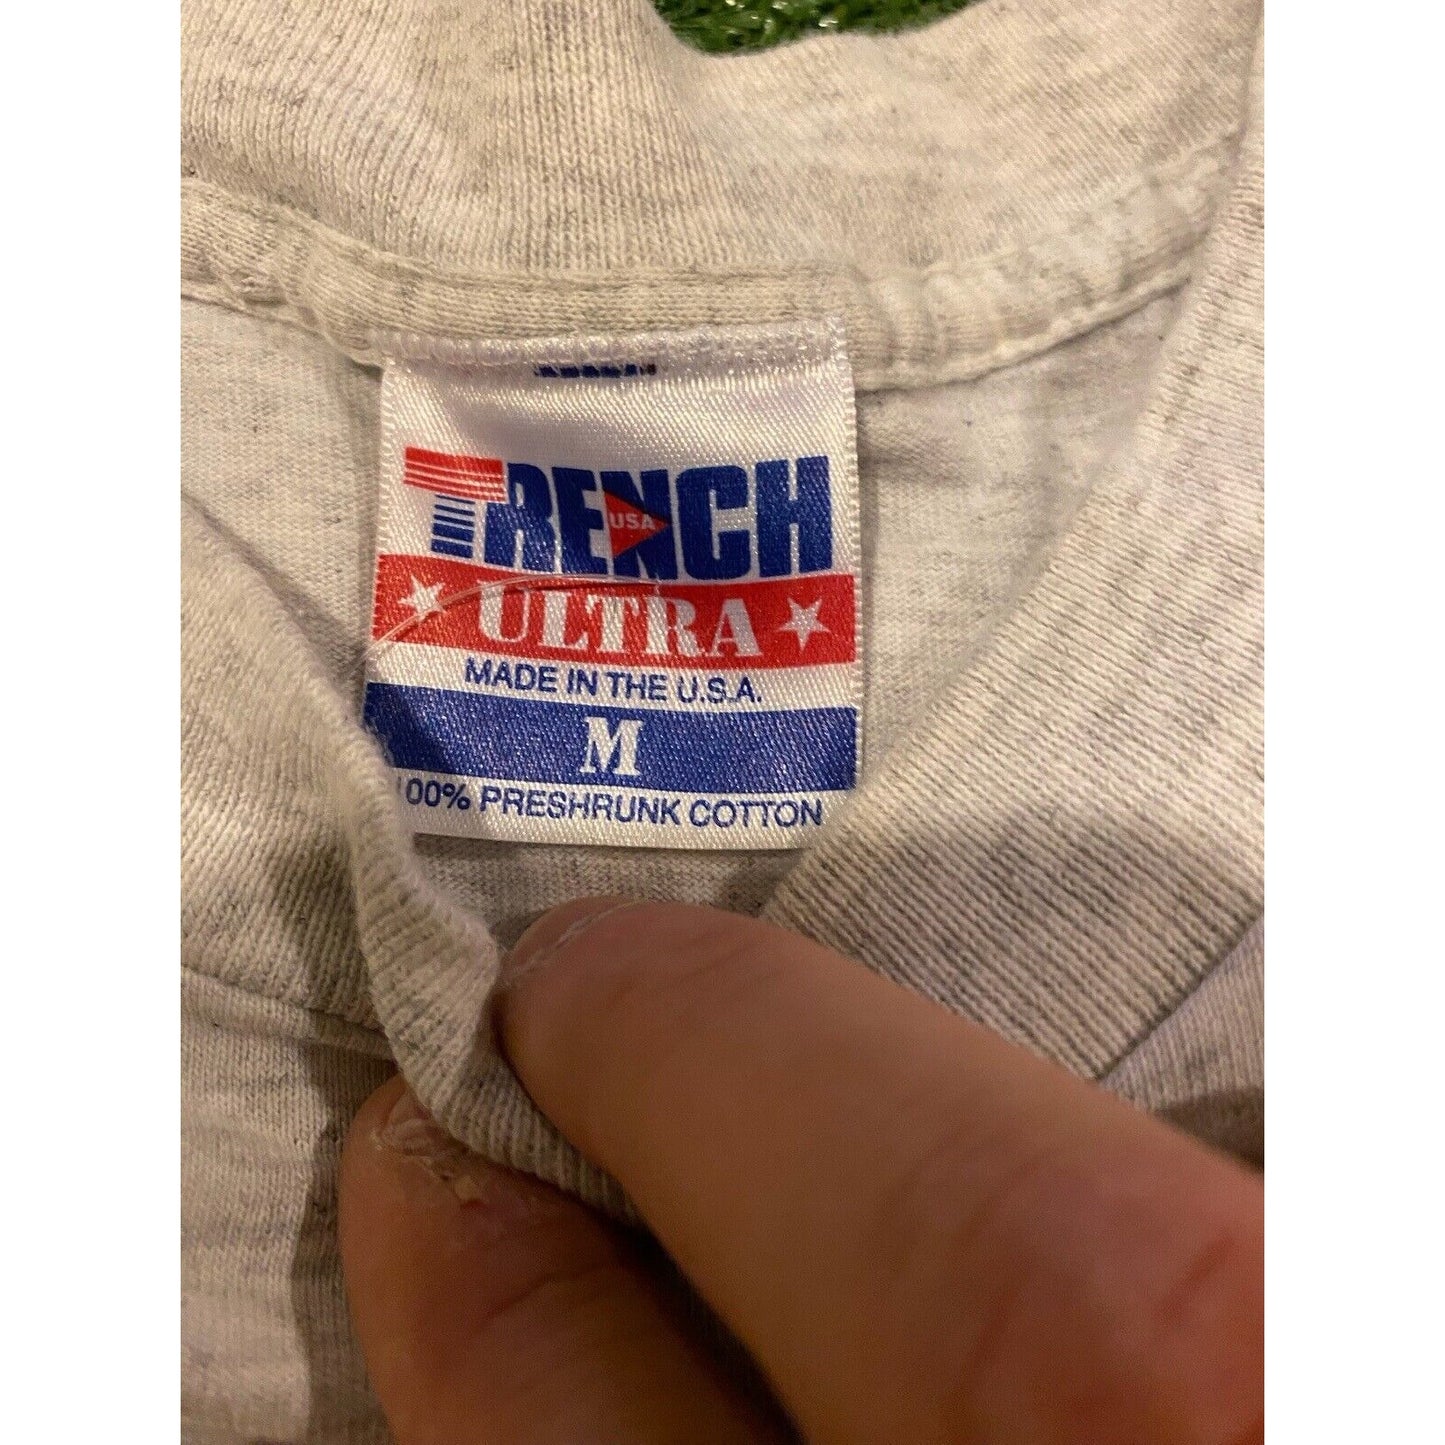 TRENCH
USA
ULTRA
MADE IN THE U.S.A.
M
100% PRESHRUNK COTTON